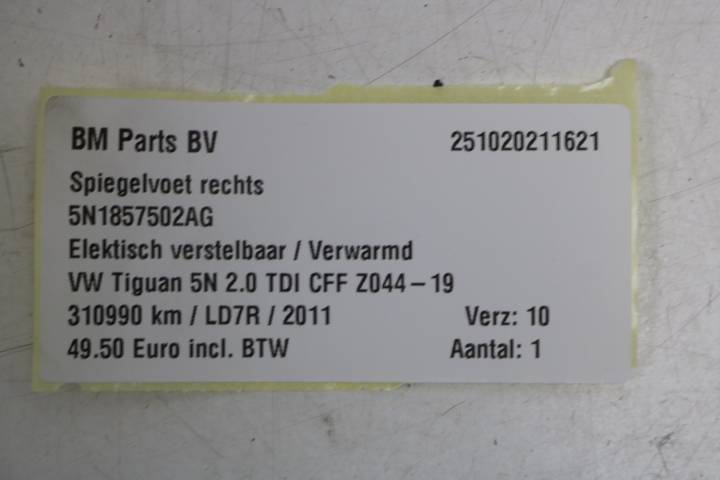 BM Parts BV 251020211621
Spiegelvoet rechts
5N1857502AG
Elektisch verstelbaar / Verwarmd
VW Tiguan 5N 2.0 TDI CFF Z044-19
310990 km / LD7R / 2011 Verz: 10
49.50 Euro incl. BTW Aantal: 1